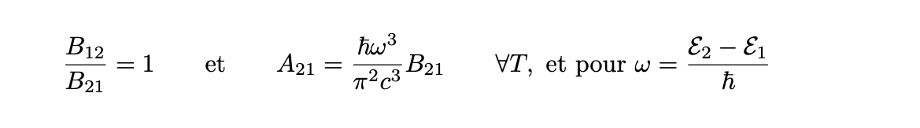 B₁₂/B₂₁ = 1 et A₂₁ = ℏω³/π²c³ B₂₁ ∀T, et pour ω = ℰ₂ − ℰ₁/ℏ